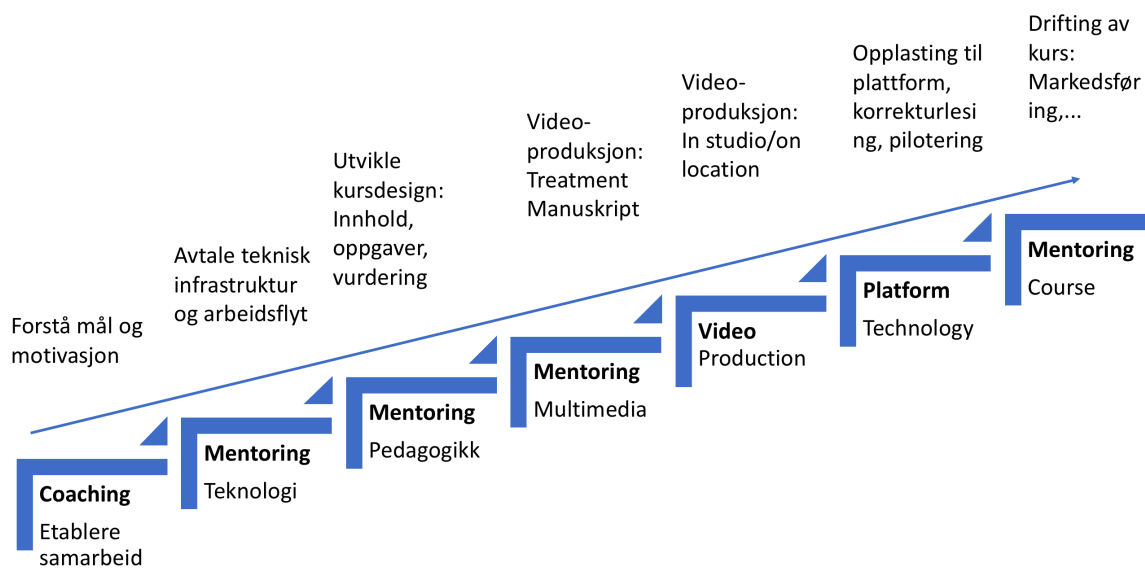 Forstå mål og
motivasjon
Coaching
Etablere
samarbeid
Avtale teknisk
infrastruktur
og arbeidsflyt
Mentoring
Teknologi
Utvikle
kursdesign:
Innhold,
oppgaver,
vurdering
Mentoring
Pedagogikk
Video-
produksjon:
Treatment
Manuskript
Mentoring
Multimedia
Video-
produksjon:
In studio/on
location
Video
Production
Opplasting til
plattform,
korrekturlesi
ng, pilotering
Platform
Technology
Drifting av
kurs:
Markedsfør
ing,...
Mentoring
Course